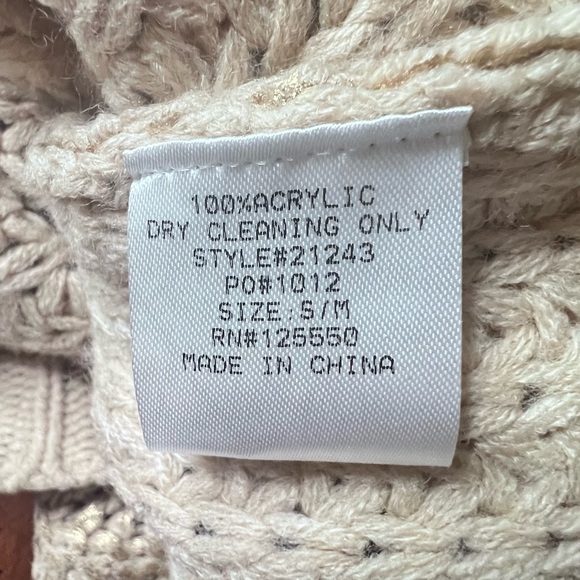 100%ACRYLIC
DRY CLEANING ONLY
STYLE#21243
PO#1012
SIZE:S/M
RN#125550
MADE IN CHINA